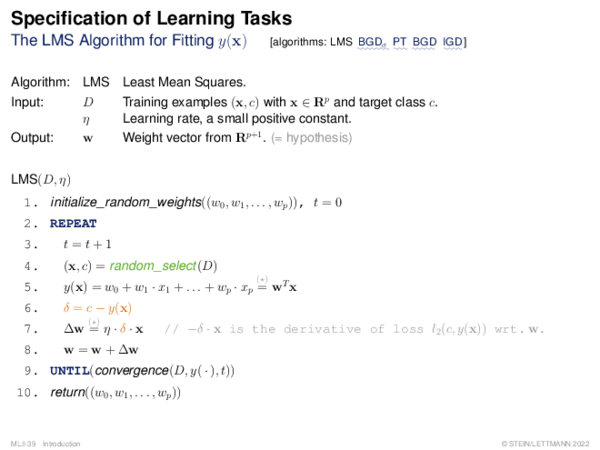 Specification of Learning Tasks
The LMS Algorithm for Fitting y(x) [algorithms: LMS BGDσ PT BGD IGD]
Algorithm: LMS Least Mean Squares.
Input: D Training examples (x, c) with x ∈ R^p and target class c.
η Learning rate, a small positive constant.
Output: w Weight vector from R^{p+1}. (= hypothesis)
LMS(D, η)
1. initialize_random_weights((w_0, w_1, . . . , w_p)), t = 0
2. REPEAT
3. t = t + 1
4. (x, c) = random_select(D)
5. y(x) = w_0 + w_1 · x_1 + . . . + w_p · x_p (∗)= w^T x
6. δ = c − y(x)
7. Δw (∗)= η · δ · x // −δ · x is the derivative of loss l_2(c, y(x)) wrt. w.
8. w = w + Δw
9. UNTIL(convergence(D, y( · ), t))
10. return((w_0, w_1, . . . , w_p))
ML:I-39 Introduction © STEIN/LETTMANN 2022